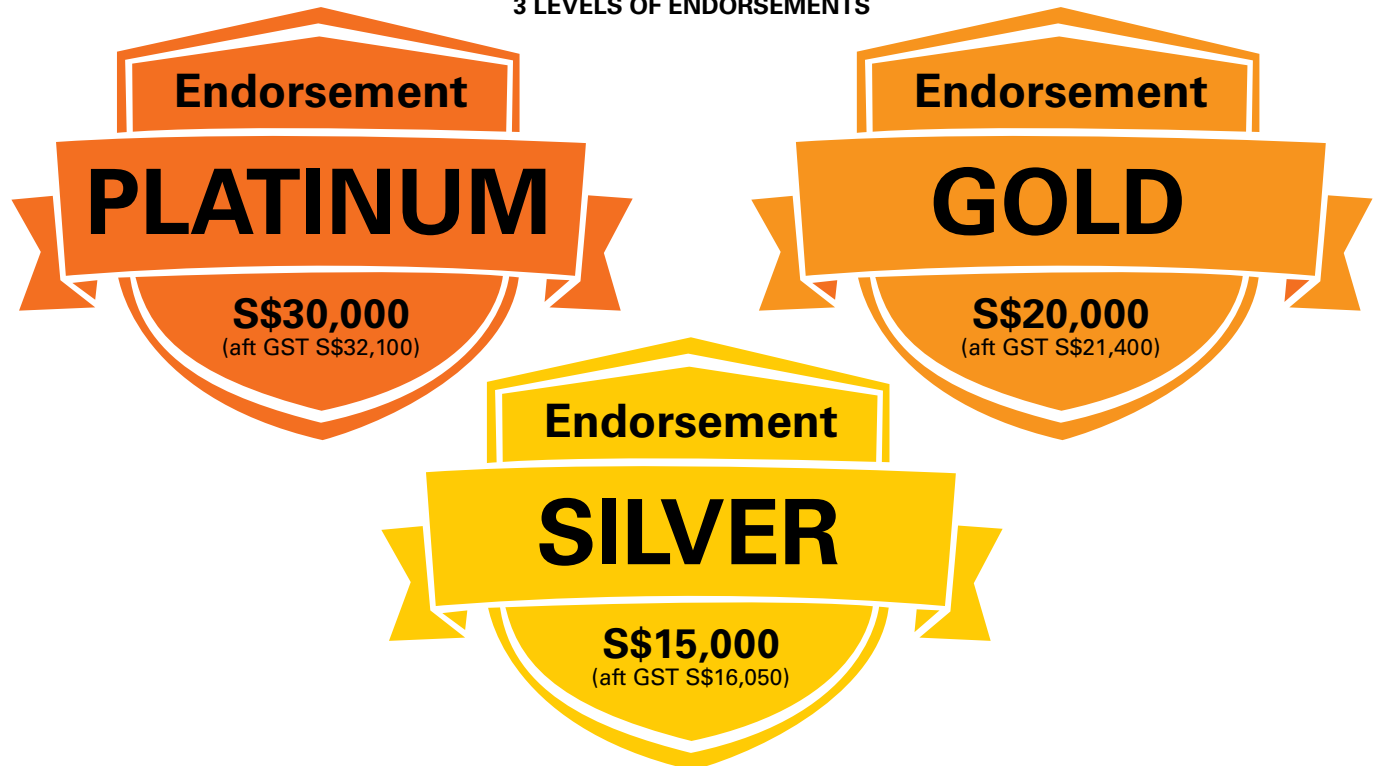 3 LEVELS OF ENDORSEMENTS
Endorsement
PLATINUM
S$30,000
(aft GST S$32,100)
Endorsement
GOLD
S$20,000
(aft GST S$21,400)
Endorsement
SILVER
S$15,000
(aft GST S$16,050)